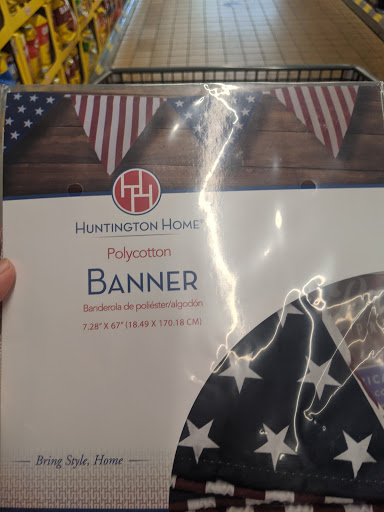 HH
HUNTINGTON HOME
Polycotton
BANNER
Banderola de poliéster/algodón
7.28" X 67" (18.49 X 170.18 CM)
Bring Style, Home